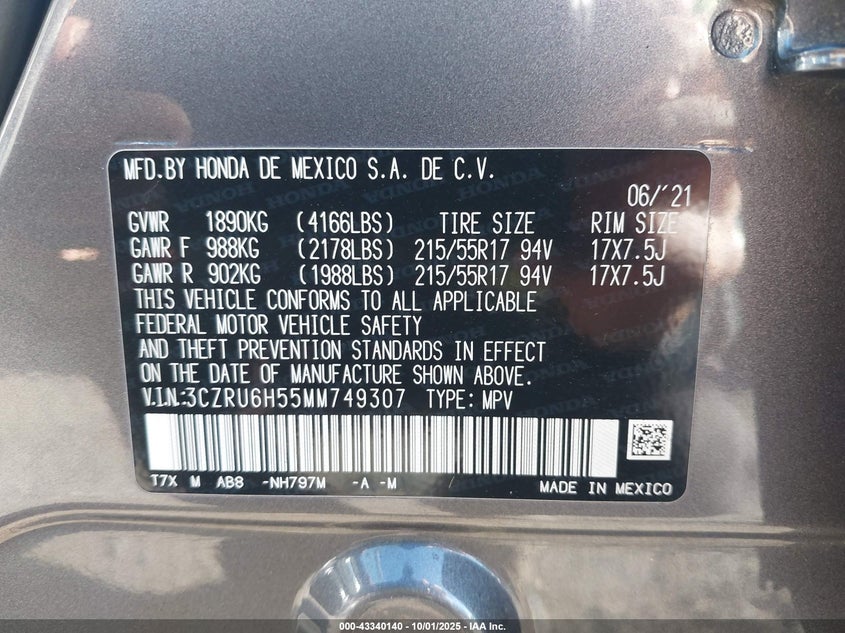 MFD.BY HONDA DE MEXICO S.A. DE C.V.
06/'21
GVWR 1890KG (4166LBS) TIRE SIZE RIM SIZE
GAWR F 988KG (2178LBS) 215/55R17 94V 17X7.5J
GAWR R 902KG (1988LBS) 215/55R17 94V 17X7.5J
THIS VEHICLE CONFORMS TO ALL APPLICABLE
FEDERAL MOTOR VEHICLE SAFETY
AND THEFT PREVENTION STANDARDS IN EFFECT
ON THE DATE OF MANUFACTURE SHOWN ABOVE.
V.I.N.:3CZRU6H55MM749307 TYPE: MPV
T7X M AB8 -NH797M -A -M
MADE IN MEXICO
000-43340140 - 10/01/2025 - IAA Inc.